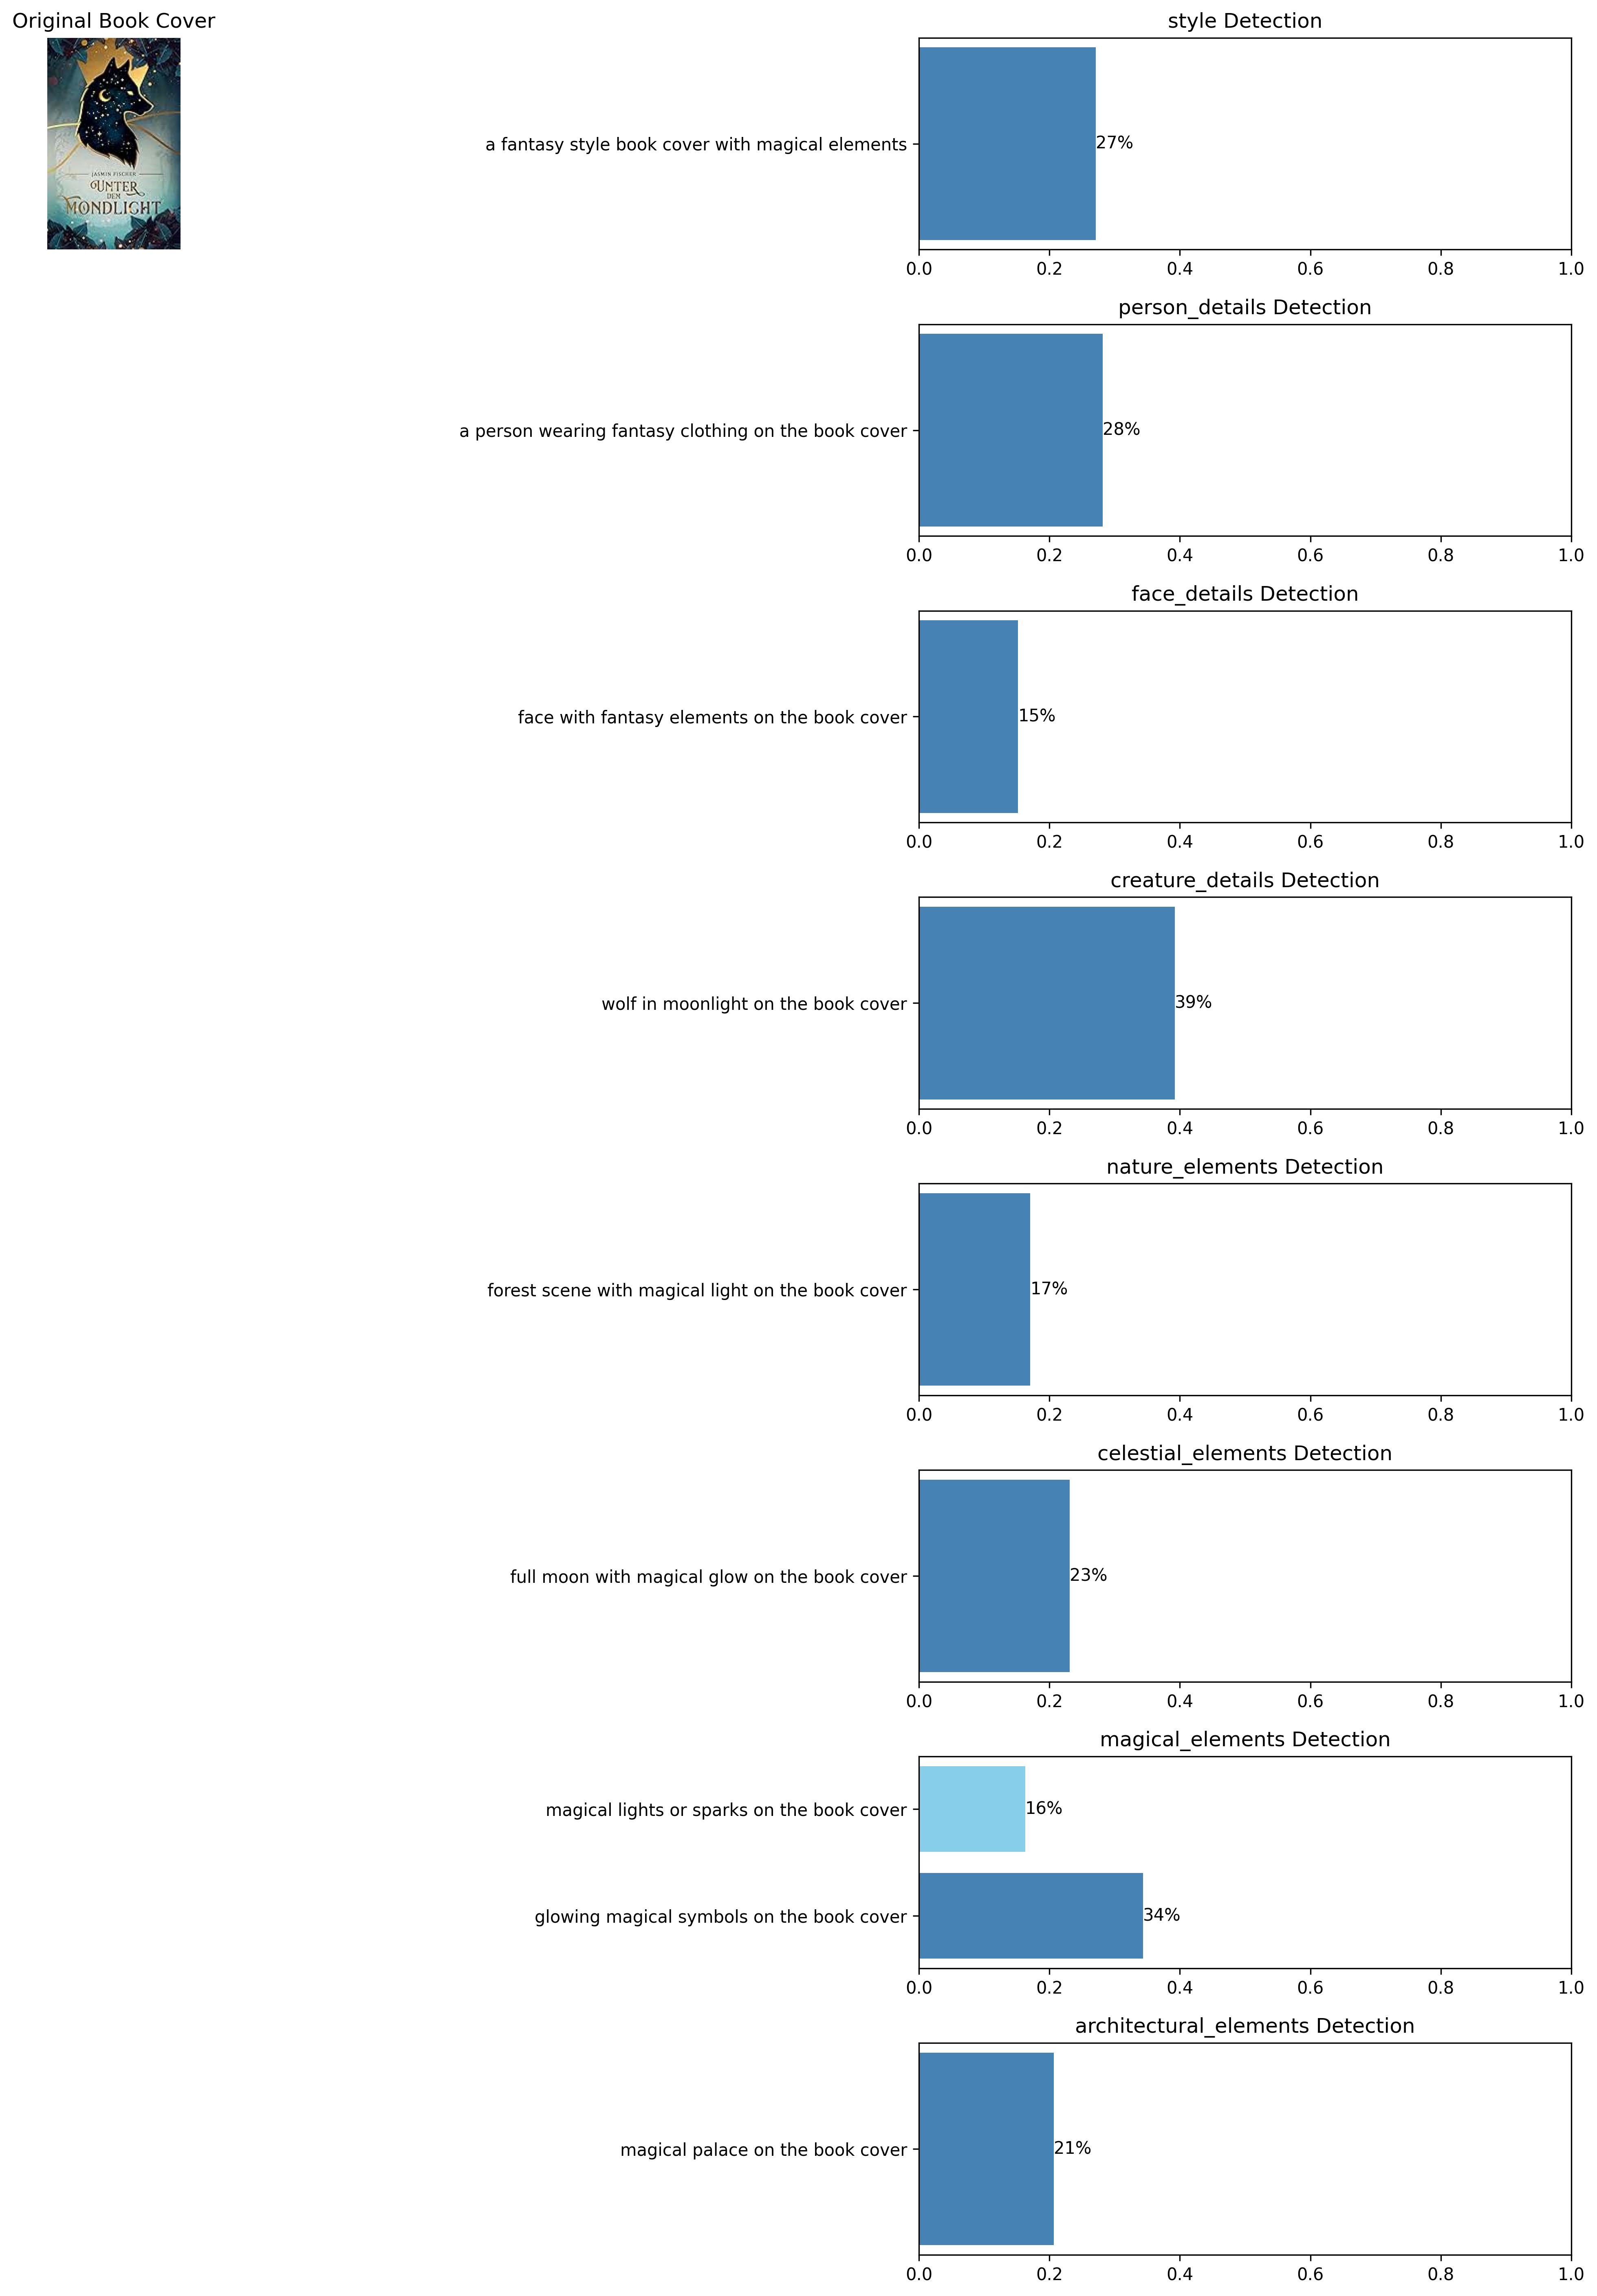 Original Book Cover
JASMIN FISCHER
UNTER
DEM
MONDLIGHT
style Detection
a fantasy style book cover with magical elements
27%
0.0 0.2 0.4 0.6 0.8 1.0
person_details Detection
a person wearing fantasy clothing on the book cover
28%
0.0 0.2 0.4 0.6 0.8 1.0
face_details Detection
face with fantasy elements on the book cover
15%
0.0 0.2 0.4 0.6 0.8 1.0
creature_details Detection
wolf in moonlight on the book cover
39%
0.0 0.2 0.4 0.6 0.8 1.0
nature_elements Detection
forest scene with magical light on the book cover
17%
0.0 0.2 0.4 0.6 0.8 1.0
celestial_elements Detection
full moon with magical glow on the book cover
23%
0.0 0.2 0.4 0.6 0.8 1.0
magical_elements Detection
magical lights or sparks on the book cover
16%
glowing magical symbols on the book cover
34%
0.0 0.2 0.4 0.6 0.8 1.0
architectural_elements Detection
magical palace on the book cover
21%
0.0 0.2 0.4 0.6 0.8 1.0